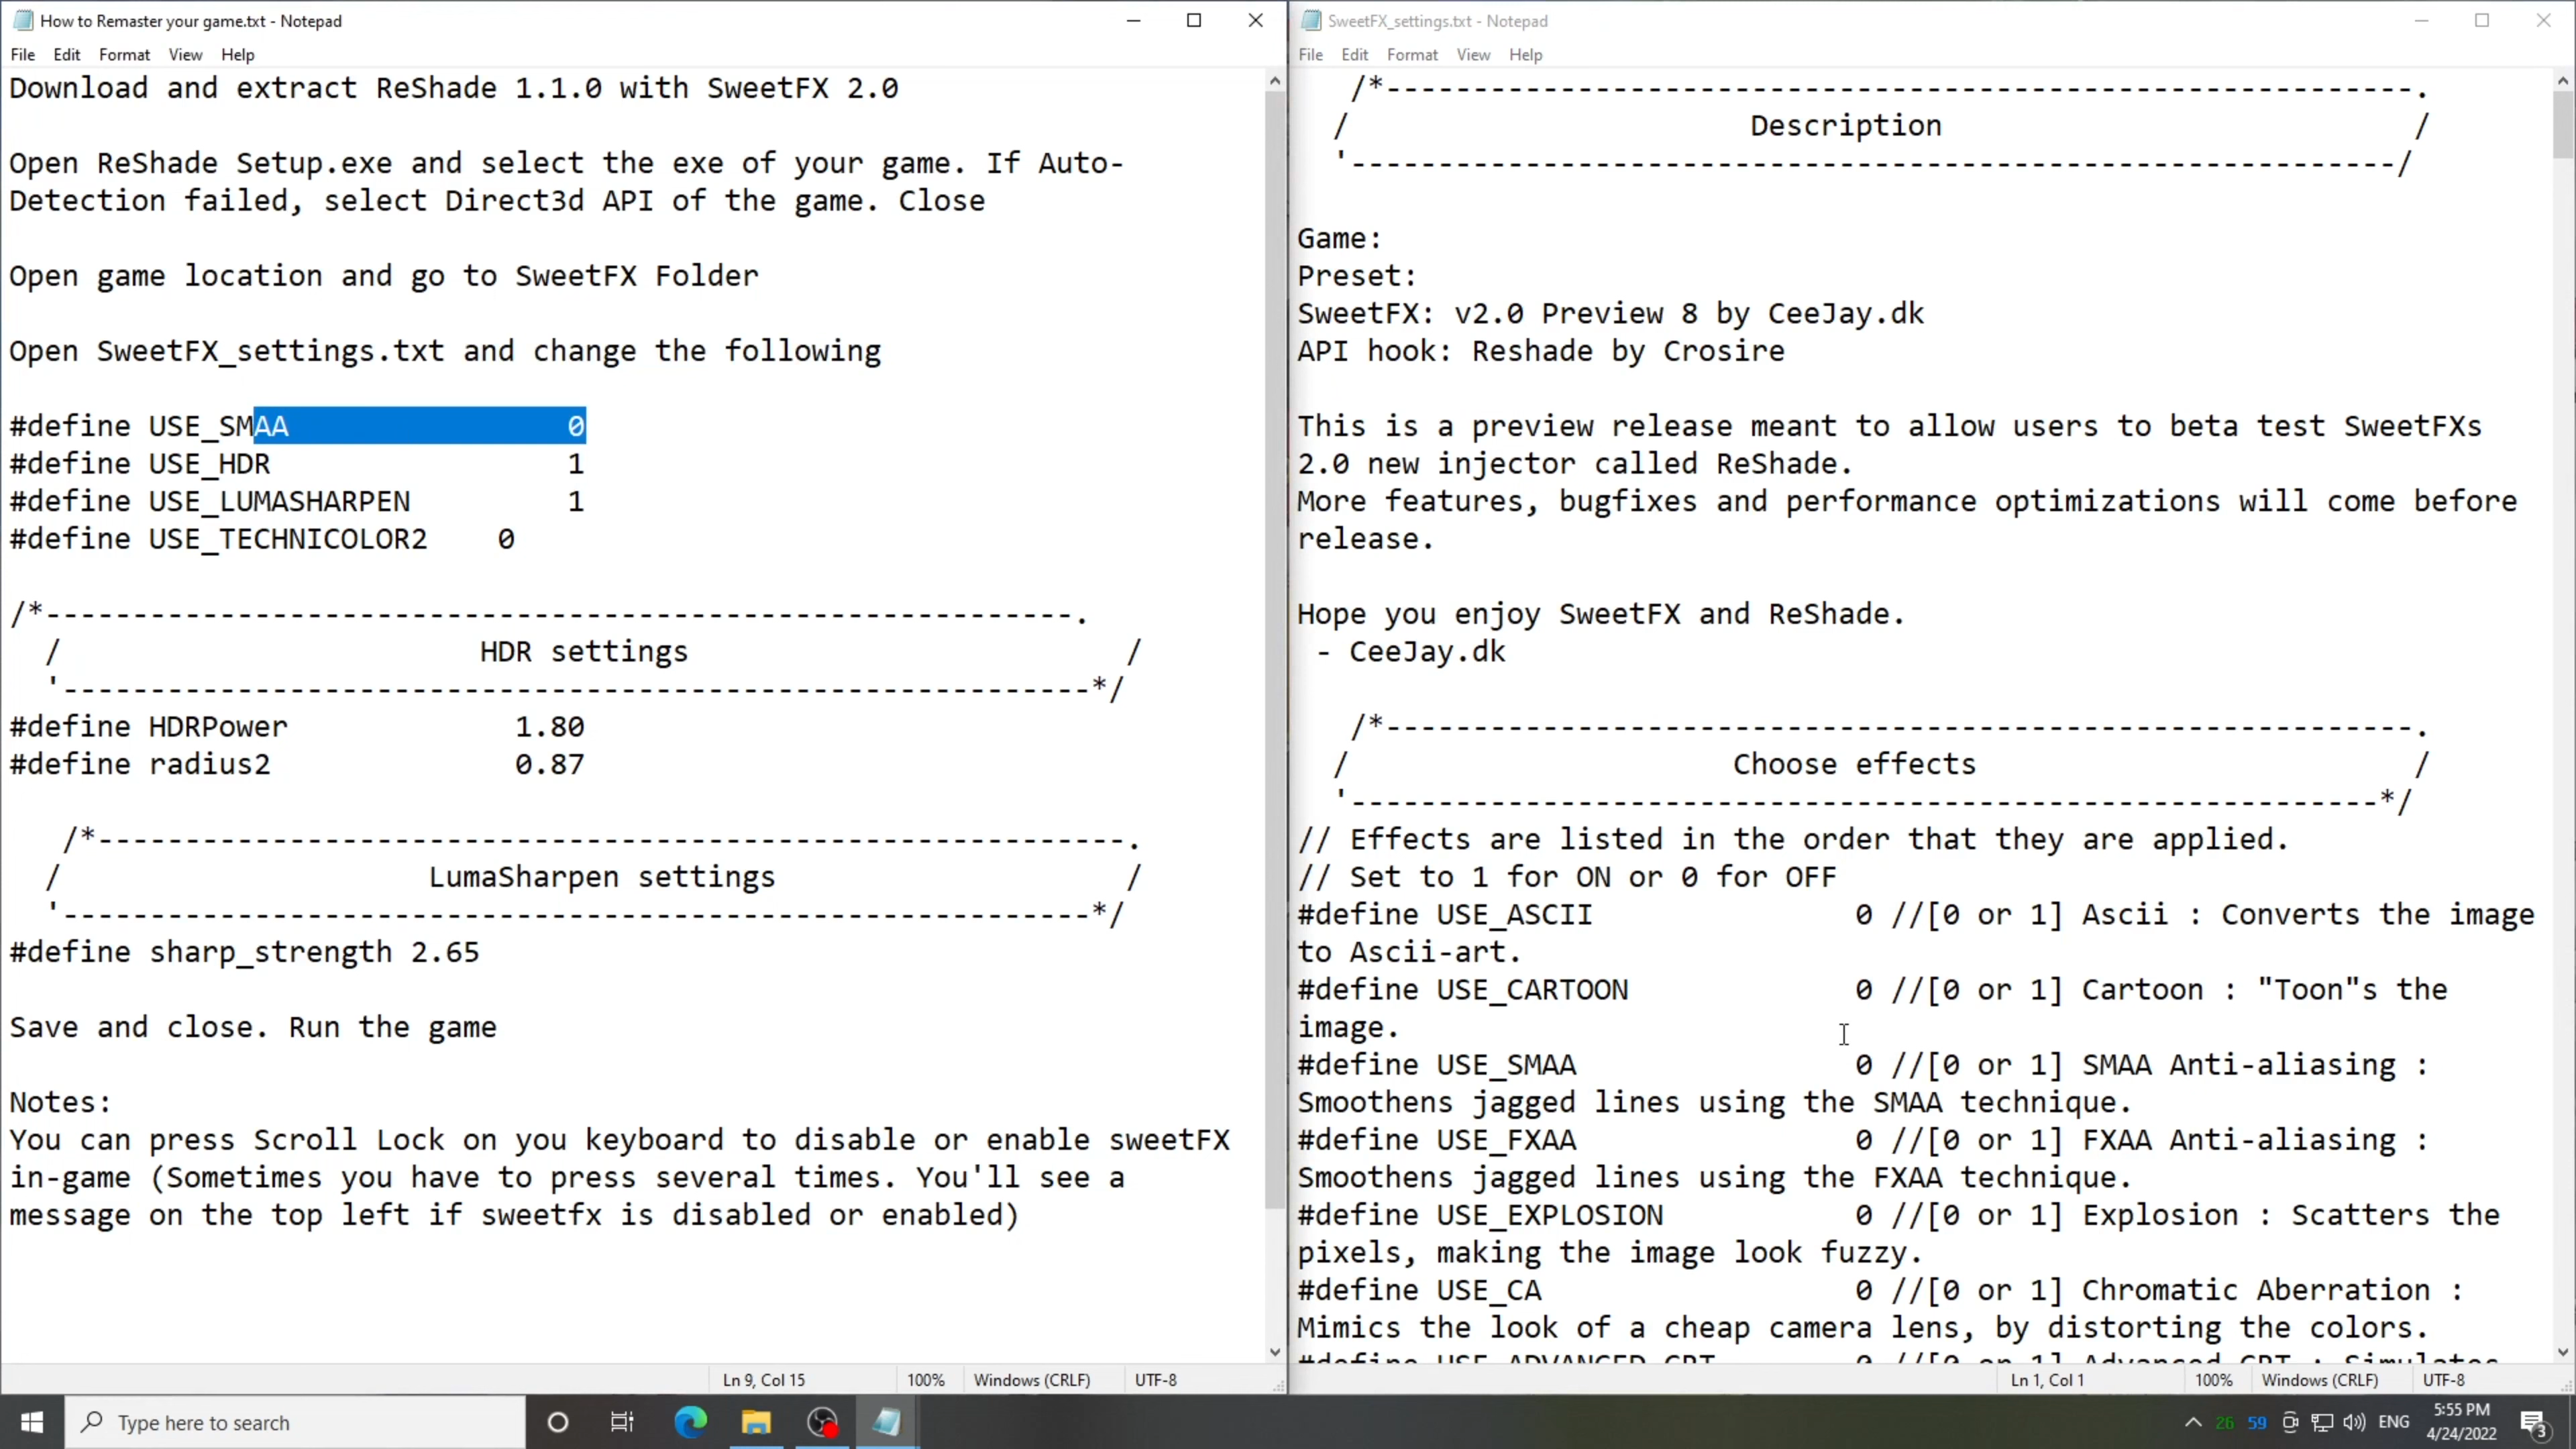 How to Remaster your game.txt - Notepad
File Edit Format View Help
Download and extract ReShade 1.1.0 with SweetFX 2.0
Open ReShade Setup.exe and select the exe of your game. If Auto-
Detection failed, select Direct3d API of the game. Close
Open game location and go to SweetFX Folder
Open SweetFX_settings.txt and change the following
#define USE_SMAA 0
#define USE_HDR 1
#define USE_LUMASHARPEN 1
#define USE_TECHNICOLOR2 0
/*-----------------------------------------------------------.
/ HDR settings /
'-----------------------------------------------------------*/
#define HDRPower 1.80
#define radius2 0.87
/*-----------------------------------------------------------.
/ LumaSharpen settings /
'-----------------------------------------------------------*/
#define sharp_strength 2.65
Save and close. Run the game
Notes:
You can press Scroll Lock on you keyboard to disable or enable sweetFX
in-game (Sometimes you have to press several times. You'll see a
message on the top left if sweetfx is disabled or enabled)
Ln 9, Col 15 100% Windows (CRLF) UTF-8
SweetFX_settings.txt - Notepad
File Edit Format View Help
/*-----------------------------------------------------------.
/ Description /
'------------------------------------------------------------/
Game:
Preset:
SweetFX: v2.0 Preview 8 by CeeJay.dk
API hook: Reshade by Crosire
This is a preview release meant to allow users to beta test SweetFXs
2.0 new injector called ReShade.
More features, bugfixes and performance optimizations will come before
release.
Hope you enjoy SweetFX and ReShade.
- CeeJay.dk
/*-----------------------------------------------------------.
/ Choose effects /
'-----------------------------------------------------------*/
// Effects are listed in the order that they are applied.
// Set to 1 for ON or 0 for OFF
#define USE_ASCII 0 //[0 or 1] Ascii : Converts the image
to Ascii-art.
#define USE_CARTOON 0 //[0 or 1] Cartoon : "Toon"s the
image.
#define USE_SMAA 0 //[0 or 1] SMAA Anti-aliasing :
Smoothens jagged lines using the SMAA technique.
#define USE_FXAA 0 //[0 or 1] FXAA Anti-aliasing :
Smoothens jagged lines using the FXAA technique.
#define USE_EXPLOSION 0 //[0 or 1] Explosion : Scatters the
pixels, making the image look fuzzy.
#define USE_CA 0 //[0 or 1] Chromatic Aberration :
Mimics the look of a cheap camera lens, by distorting the colors.
#define USE_ADVANCED_CRT 0 //[0 or 1] Advanced CRT : Simulates
Ln 1, Col 1 100% Windows (CRLF) UTF-8
Type here to search
26 59 ENG
5:55 PM
4/24/2022
3